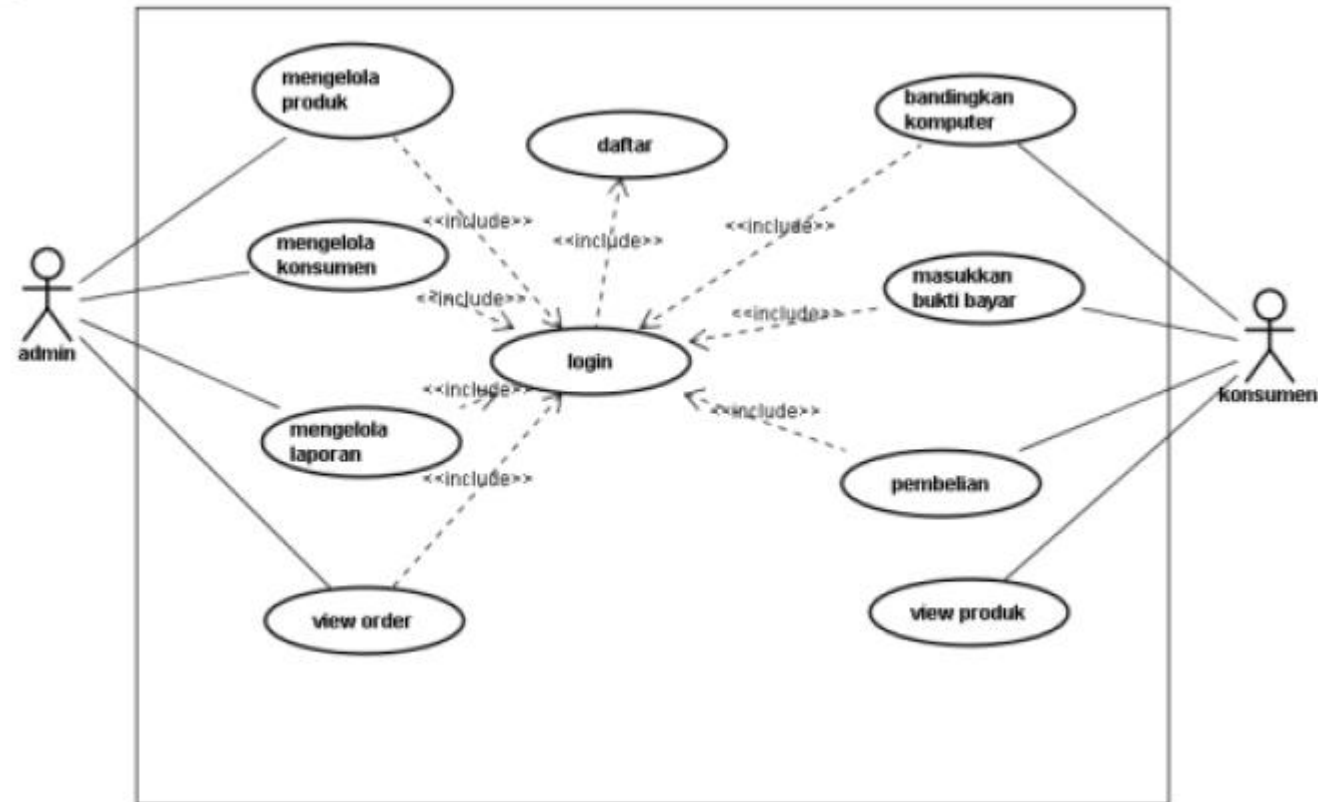 mengelola
produk
bandingkan
komputer
daftar
<<include>>
<<include>>
<<include>>
mengelola
konsumen
masukkan
bukti bayar
<<include>>
<<include>>
admin
login
konsumen
<<include>>
<<include>>
mengelola
laporan
<<include>>
pembelian
view order
view produk